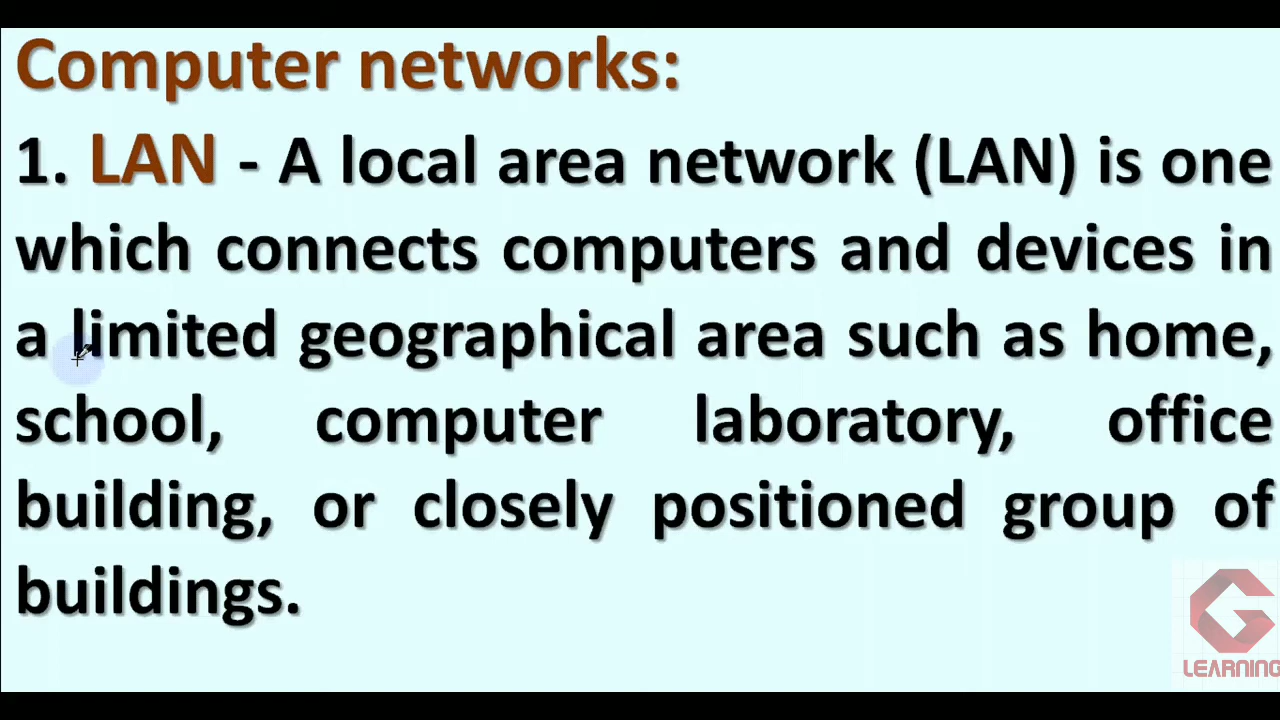 Computer networks:
1. LAN - A local area network (LAN) is one
which connects computers and devices in
a limited geographical area such as home,
school, computer laboratory, office
building, or closely positioned group of
buildings.
G
LEARNING